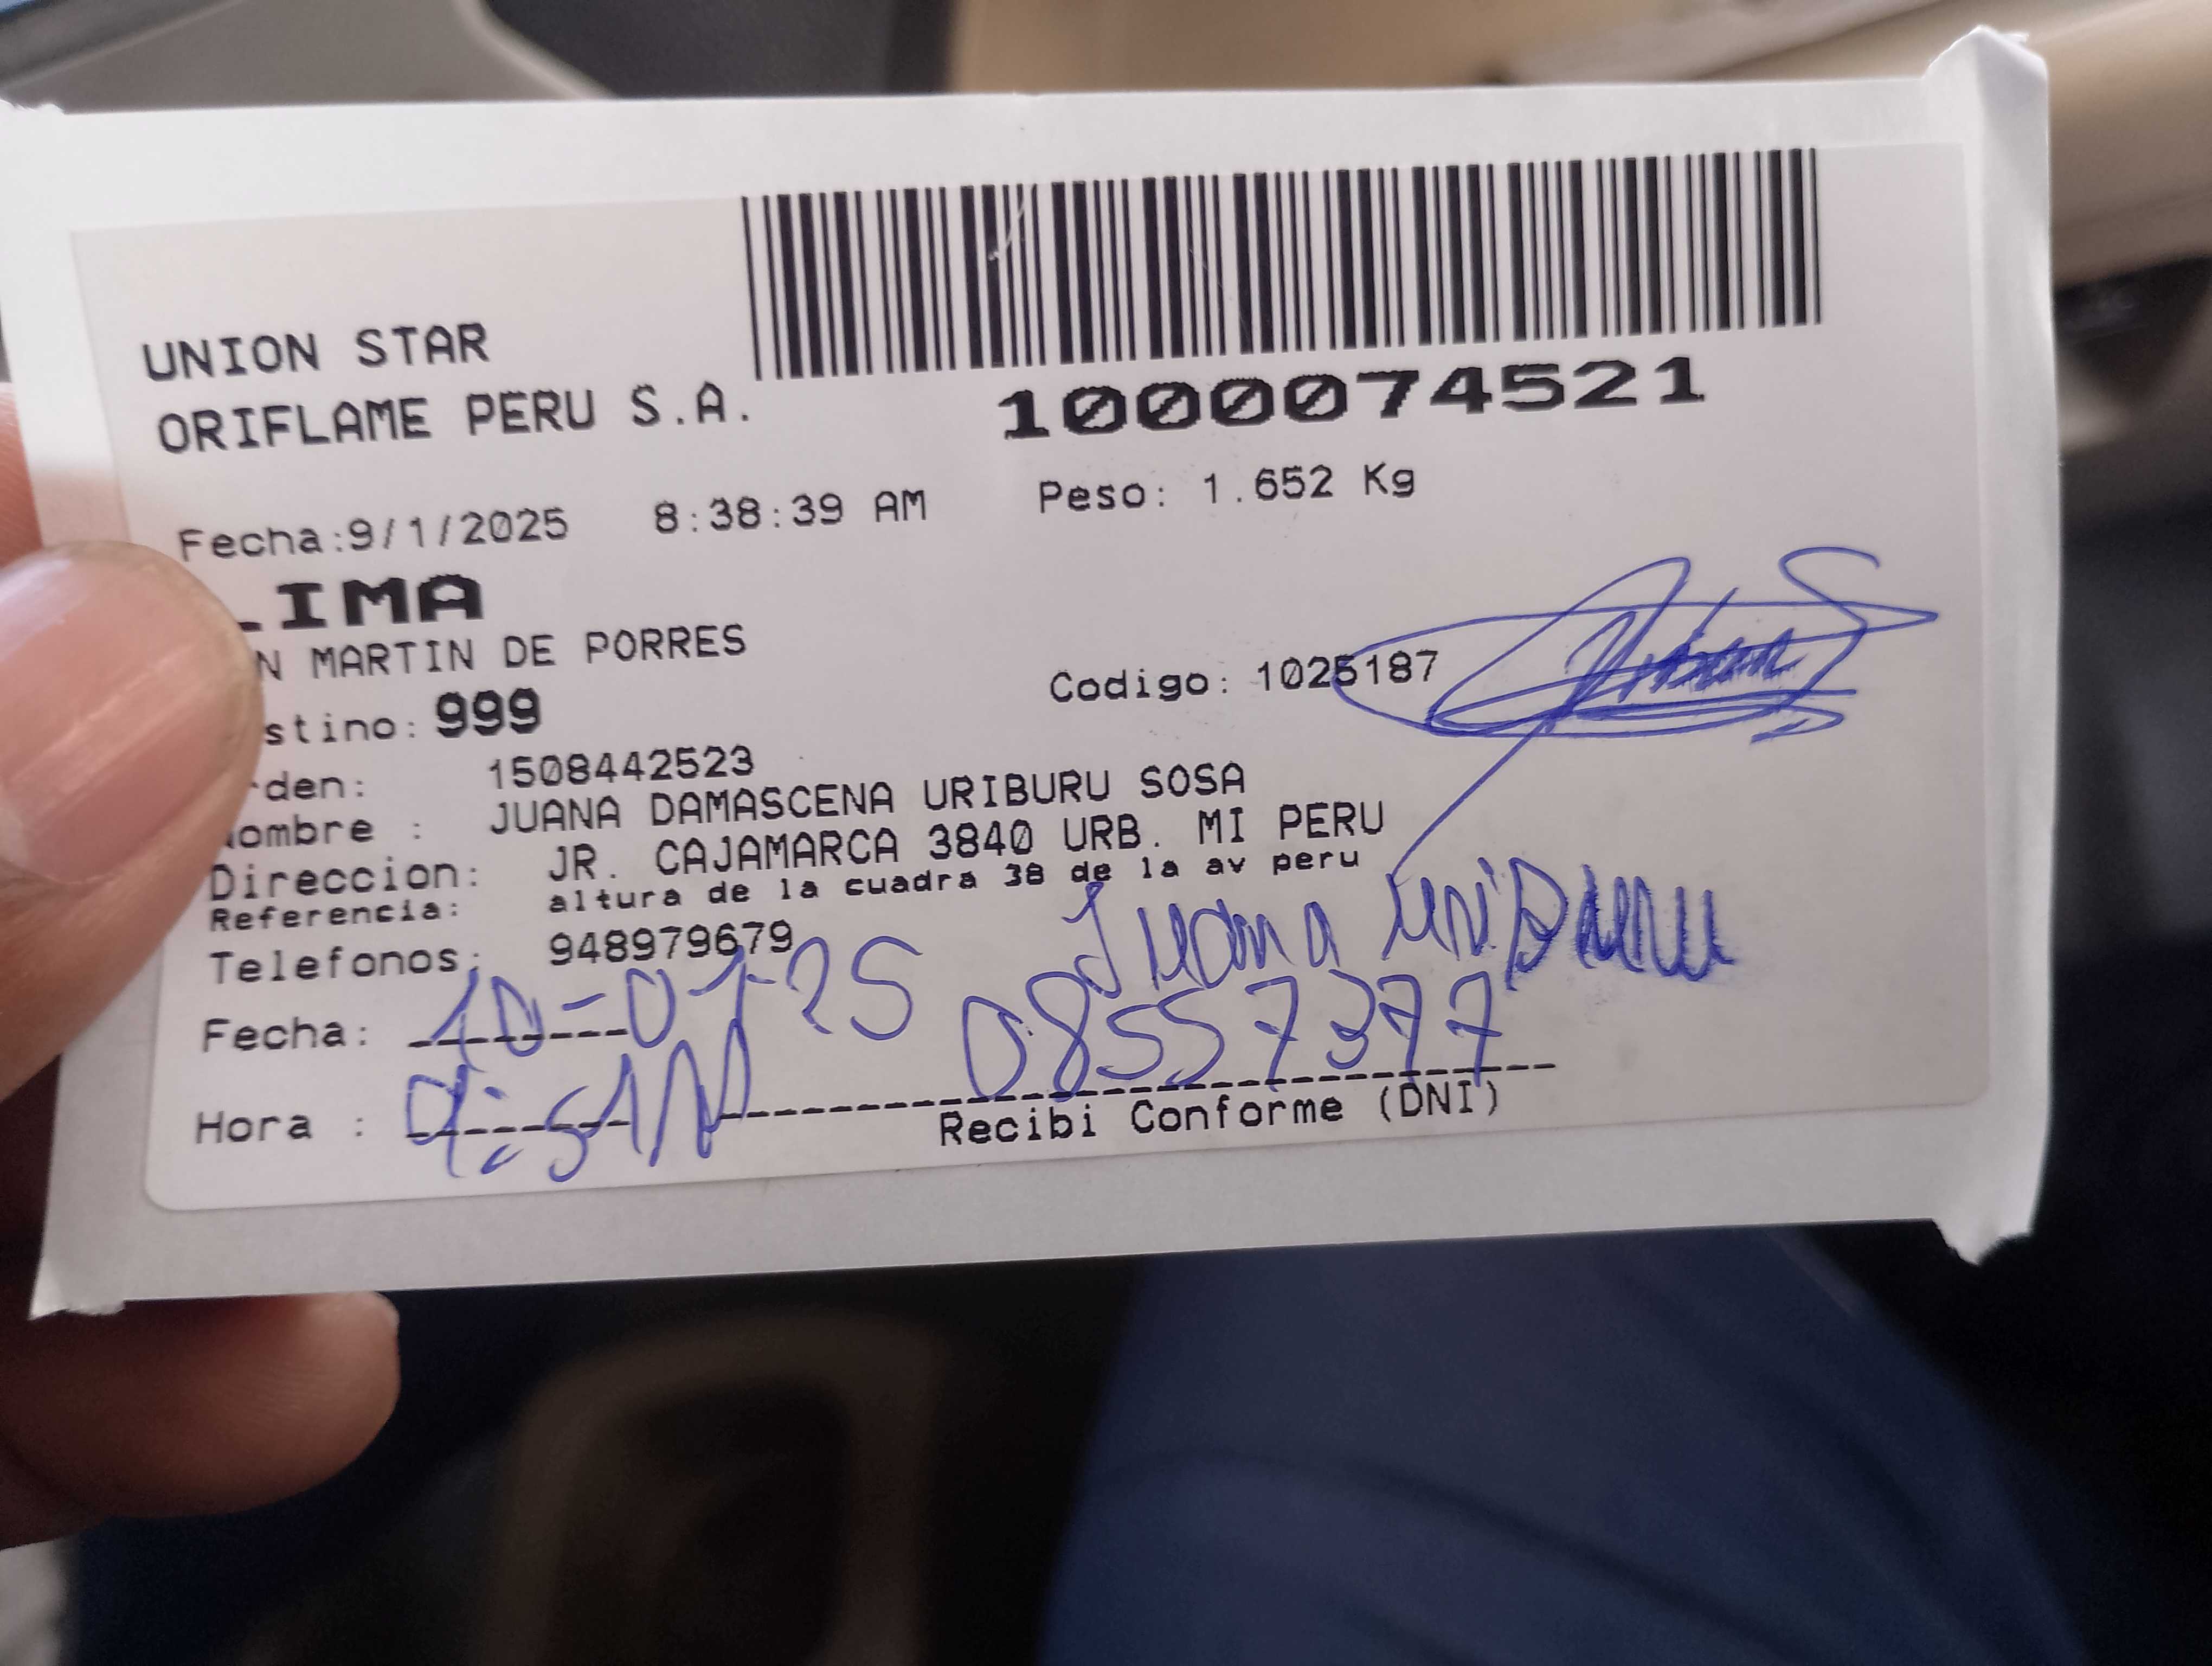 UNION STAR
ORIFLAME PERU S.A.
1000074521
Fecha:9/1/2025 8:38:39 AM Peso: 1.652 Kg
LIMA
N MARTIN DE PORRES
stino: 999 Codigo: 1025187
rden: 1508442523
ombre : JUANA DAMASCENA URIBURU SOSA
Direccion: JR. CAJAMARCA 3840 URB. MI PERU
Referencia: altura de la cuadra 38 de la av peru
Telefonos: 948979679
Juana uriBuru
Fecha: 10-01-25 08557377
Hora :
Recibi Conforme (DNI)